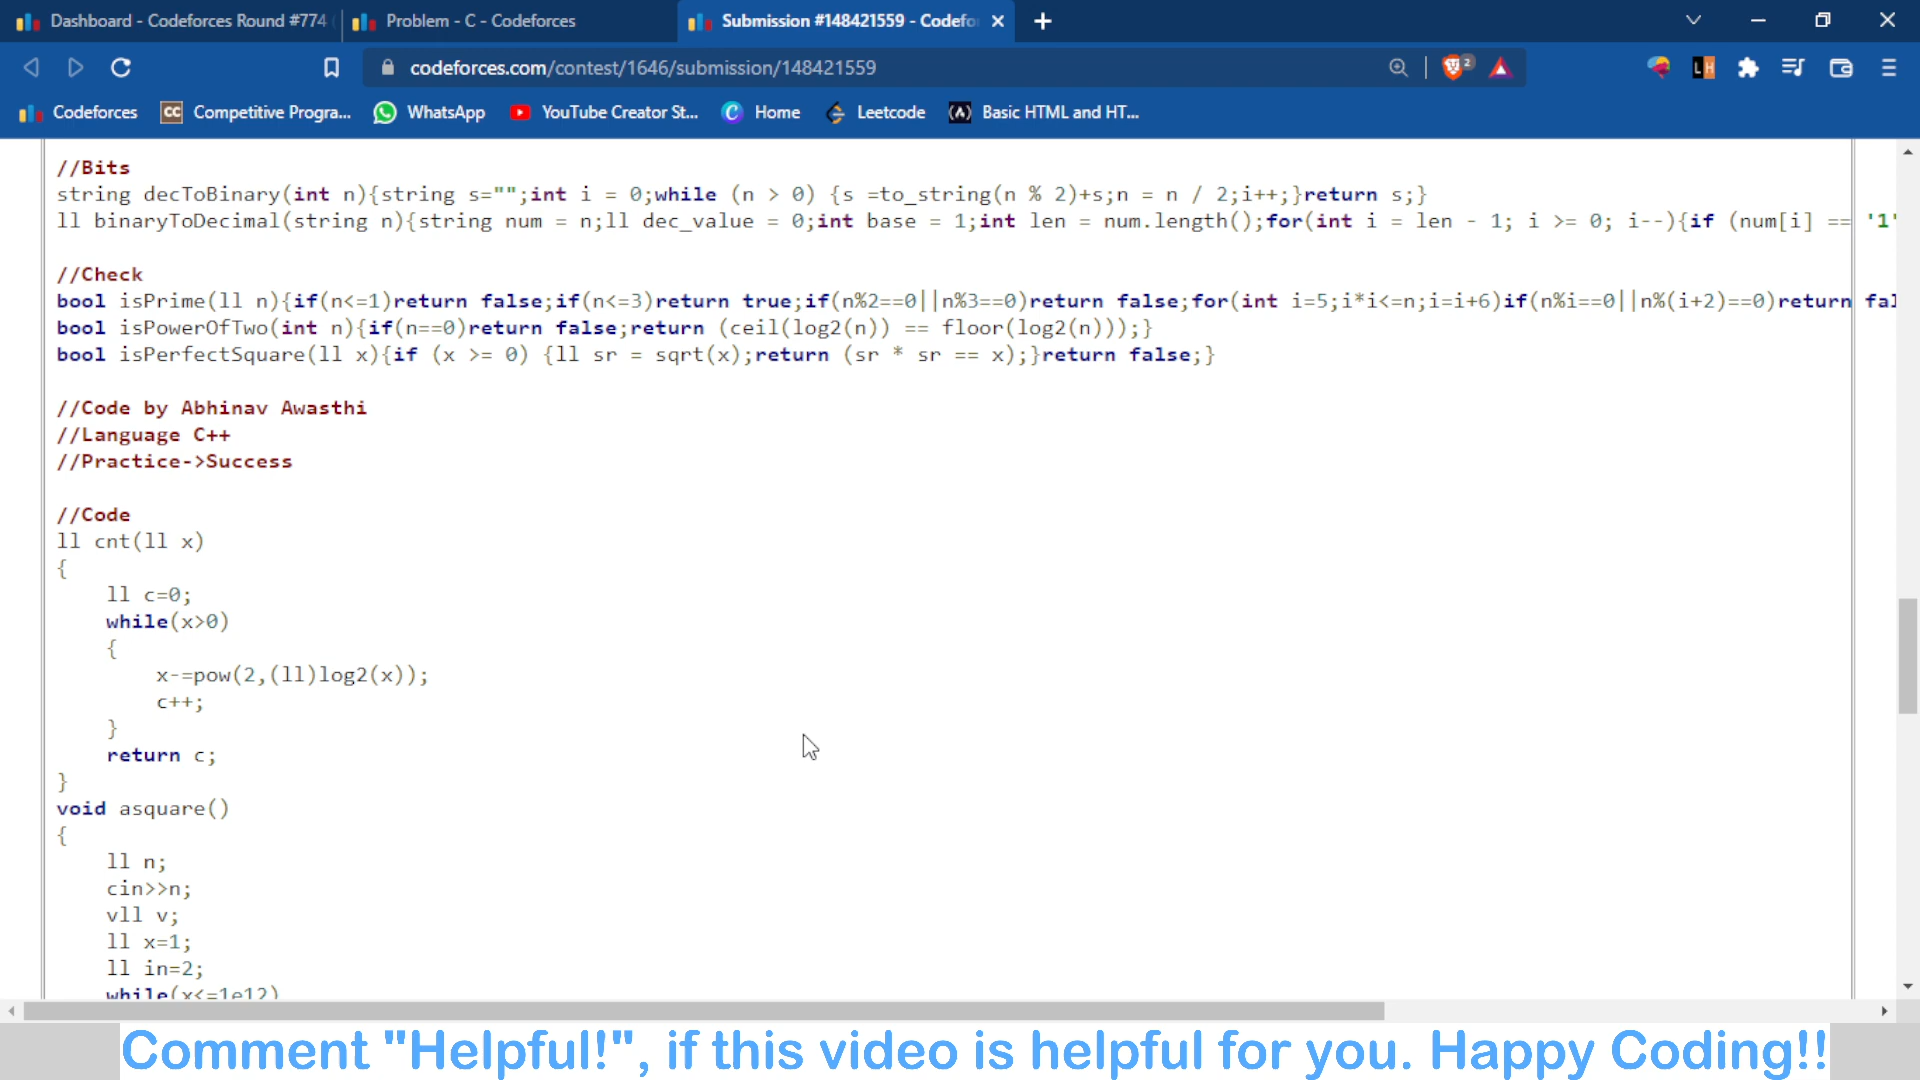 Dashboard - Codeforces Round #774
Problem - C - Codeforces
Submission #148421559 - Codefo
codeforces.com/contest/1646/submission/148421559
2
LH
Codeforces
CC
Competitive Progra...
WhatsApp
YouTube Creator St...
C
Home
Leetcode
(A)
Basic HTML and HT...
//Bits
string decToBinary(int n){string s="";int i = 0;while (n > 0) {s =to_string(n % 2)+s;n = n / 2;i++;}return s;}
ll binaryToDecimal(string n){string num = n;ll dec_value = 0;int base = 1;int len = num.length();for(int i = len - 1; i >= 0; i--){if (num[i] == '1'
//Check
bool isPrime(ll n){if(n<=1)return false;if(n<=3)return true;if(n%2==0||n%3==0)return false;for(int i=5;i*i<=n;i=i+6)if(n%i==0||n%(i+2)==0)return fal
bool isPowerOfTwo(int n){if(n==0)return false;return (ceil(log2(n)) == floor(log2(n)));}
bool isPerfectSquare(ll x){if (x >= 0) {ll sr = sqrt(x);return (sr * sr == x);}return false;}
//Code by Abhinav Awasthi
//Language C++
//Practice->Success
//Code
ll cnt(ll x)
{
ll c=0;
while(x>0)
{
x-=pow(2,(ll)log2(x));
c++;
}
return c;
}
void asquare()
{
ll n;
cin>>n;
vll v;
ll x=1;
ll in=2;
while(x<=1e12)
Comment "Helpful!", if this video is helpful for you. Happy Coding!!